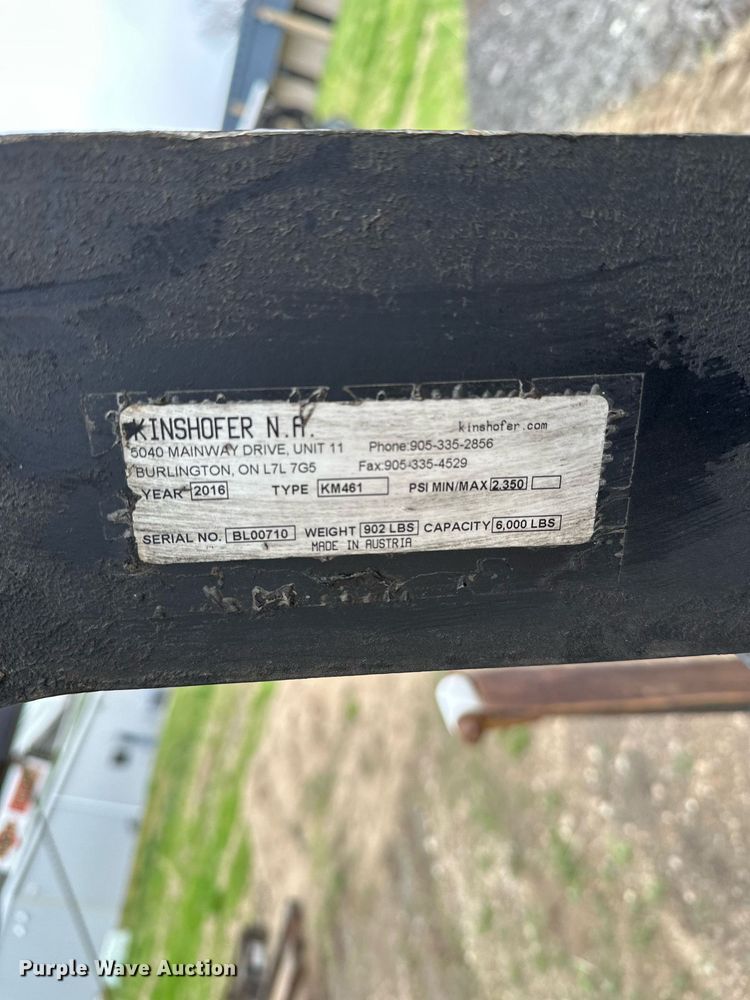 KINSHOFER N.A. kinshofer.com
5040 MAINWAY DRIVE, UNIT 11 Phone:905-335-2856
BURLINGTON, ON L7L 7G5 Fax:905-335-4529
YEAR 2016 TYPE KM461 PSI MIN/MAX 2.350
SERIAL NO. BL00710 WEIGHT 902 LBS CAPACITY 6,000 LBS
MADE IN AUSTRIA
Purple Wave Auction